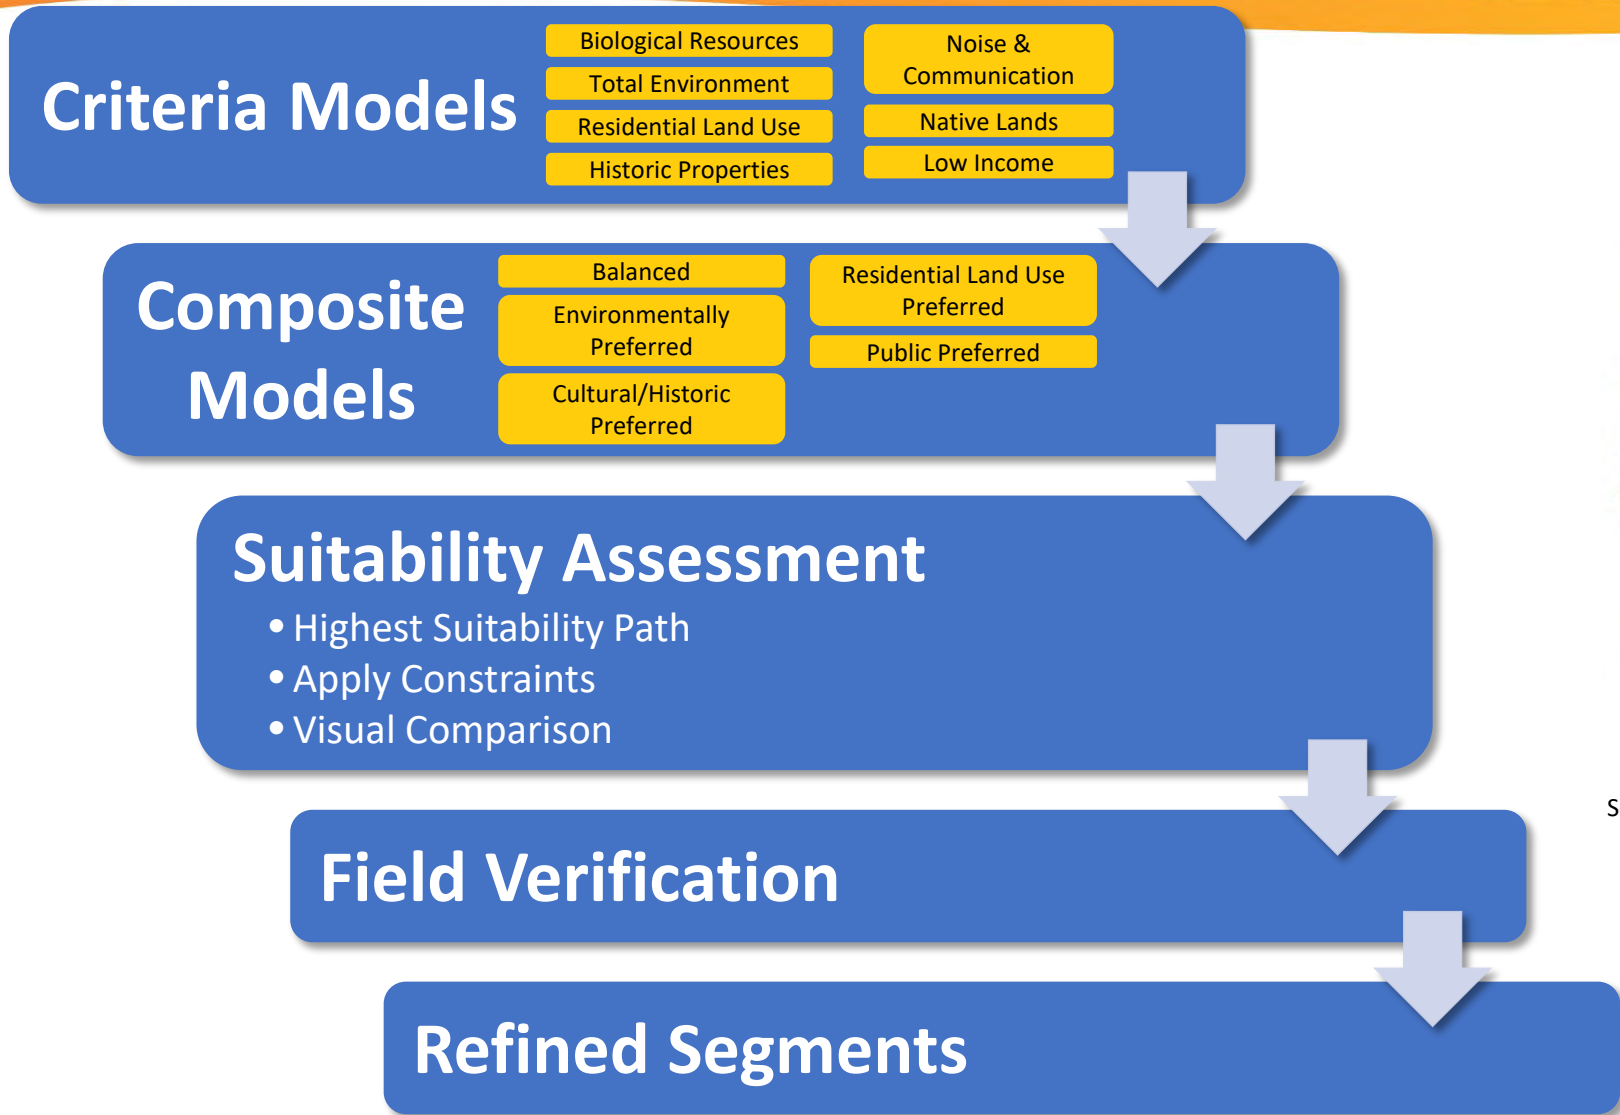 Criteria Models
Biological Resources
Total Environment
Residential Land Use
Historic Properties
Noise &
Communication
Native Lands
Low Income
Composite
Models
Balanced
Environmentally
Preferred
Cultural/Historic
Preferred
Residential Land Use
Preferred
Public Preferred
Suitability Assessment
• Highest Suitability Path
• Apply Constraints
• Visual Comparison
S
Field Verification
Refined Segments